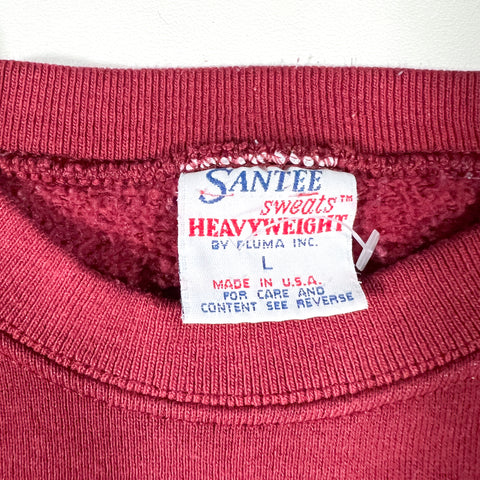 SANTEE
sweats™
HEAVYWEIGHT
BY PLUMA INC.
L
MADE IN U.S.A.
FOR CARE AND
CONTENT SEE REVERSE